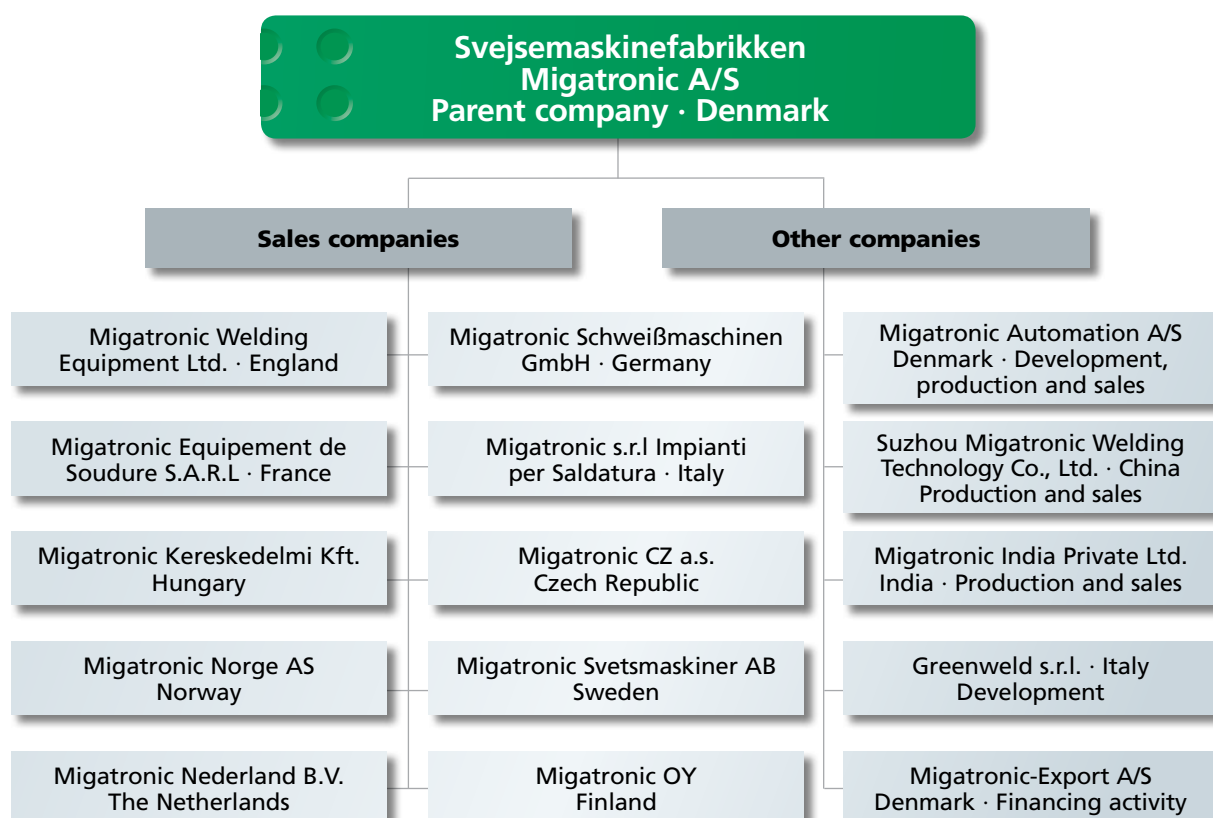 Svejsemaskinefabrikken
Migatronic A/S
Parent company · Denmark
Sales companies
Other companies
Migatronic Welding
Equipment Ltd. · England
Migatronic Schweißmaschinen
GmbH · Germany
Migatronic Automation A/S
Denmark · Development,
production and sales
Migatronic Equipement de
Soudure S.A.R.L · France
Migatronic s.r.l Impianti
per Saldatura · Italy
Suzhou Migatronic Welding
Technology Co., Ltd. · China
Production and sales
Migatronic Kereskedelmi Kft.
Hungary
Migatronic CZ a.s.
Czech Republic
Migatronic India Private Ltd.
India · Production and sales
Migatronic Norge AS
Norway
Migatronic Svetsmaskiner AB
Sweden
Greenweld s.r.l. · Italy
Development
Migatronic Nederland B.V.
The Netherlands
Migatronic OY
Finland
Migatronic-Export A/S
Denmark · Financing activity